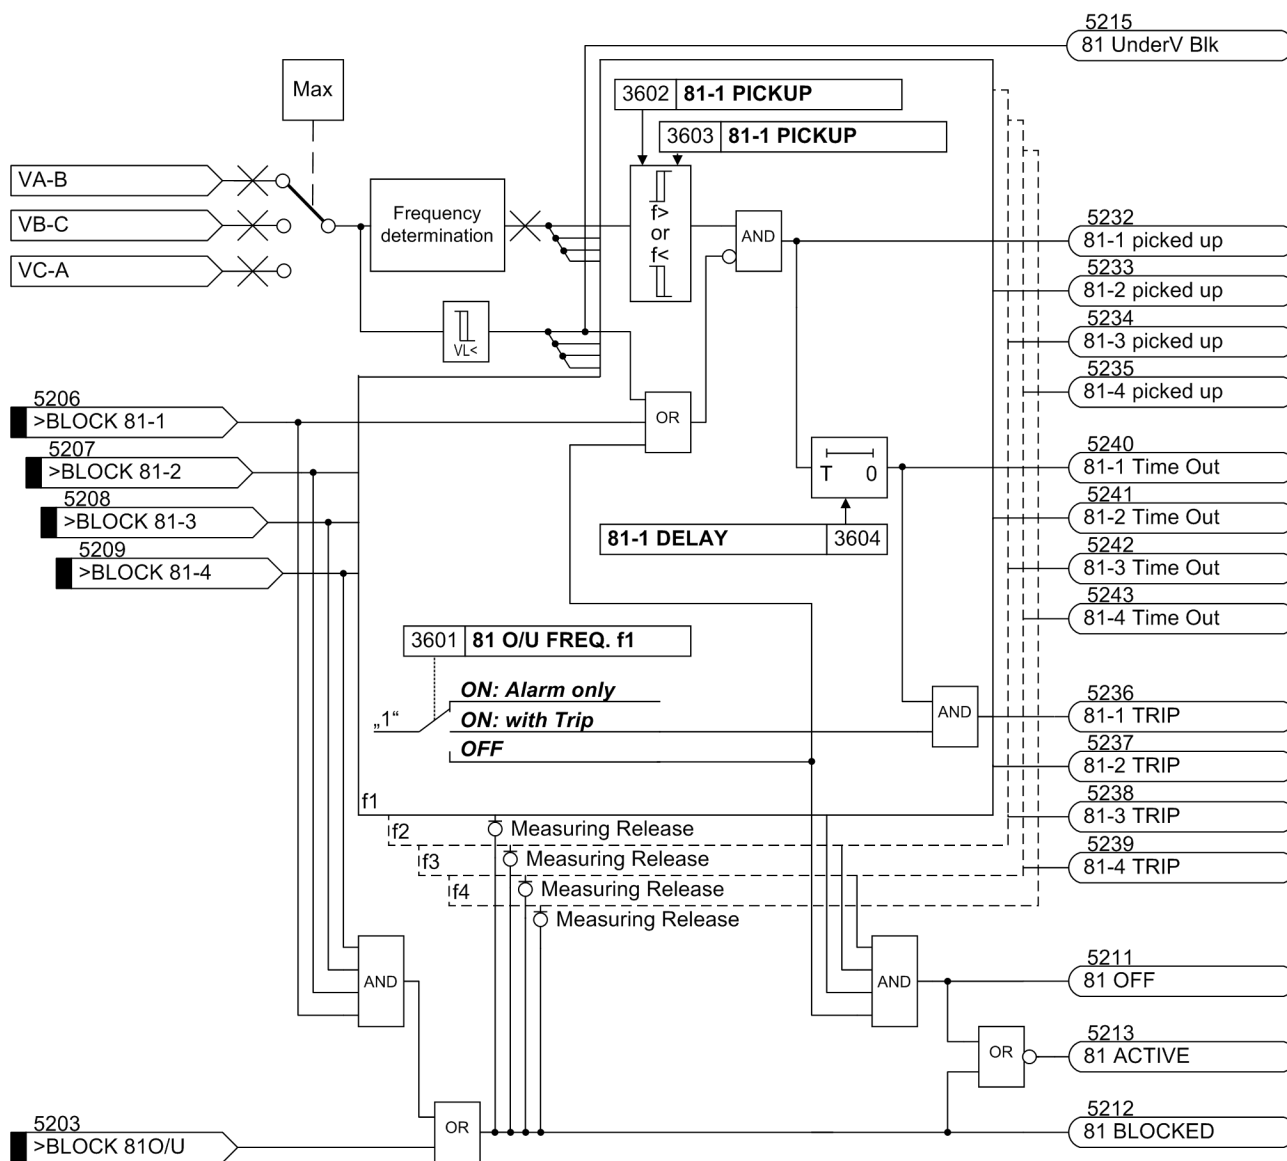 5215
81 UnderV Blk
Max
3602 81-1 PICKUP
3603 81-1 PICKUP
VA-B
VB-C
VC-A
Frequency
determination
f>
or
f<
AND
VL<
5232
81-1 picked up
5233
81-2 picked up
5234
81-3 picked up
5235
81-4 picked up
5206
>BLOCK 81-1
5207
>BLOCK 81-2
5208
>BLOCK 81-3
5209
>BLOCK 81-4
OR
T 0
81-1 DELAY 3604
5240
81-1 Time Out
5241
81-2 Time Out
5242
81-3 Time Out
5243
81-4 Time Out
3601 81 O/U FREQ. f1
ON: Alarm only
„1“ ON: with Trip
OFF
AND
5236
81-1 TRIP
5237
81-2 TRIP
5238
81-3 TRIP
5239
81-4 TRIP
f1
f2 Measuring Release
f3 Measuring Release
f4 Measuring Release
Measuring Release
AND
AND
5211
81 OFF
OR
5213
81 ACTIVE
5203
>BLOCK 81O/U
OR
5212
81 BLOCKED